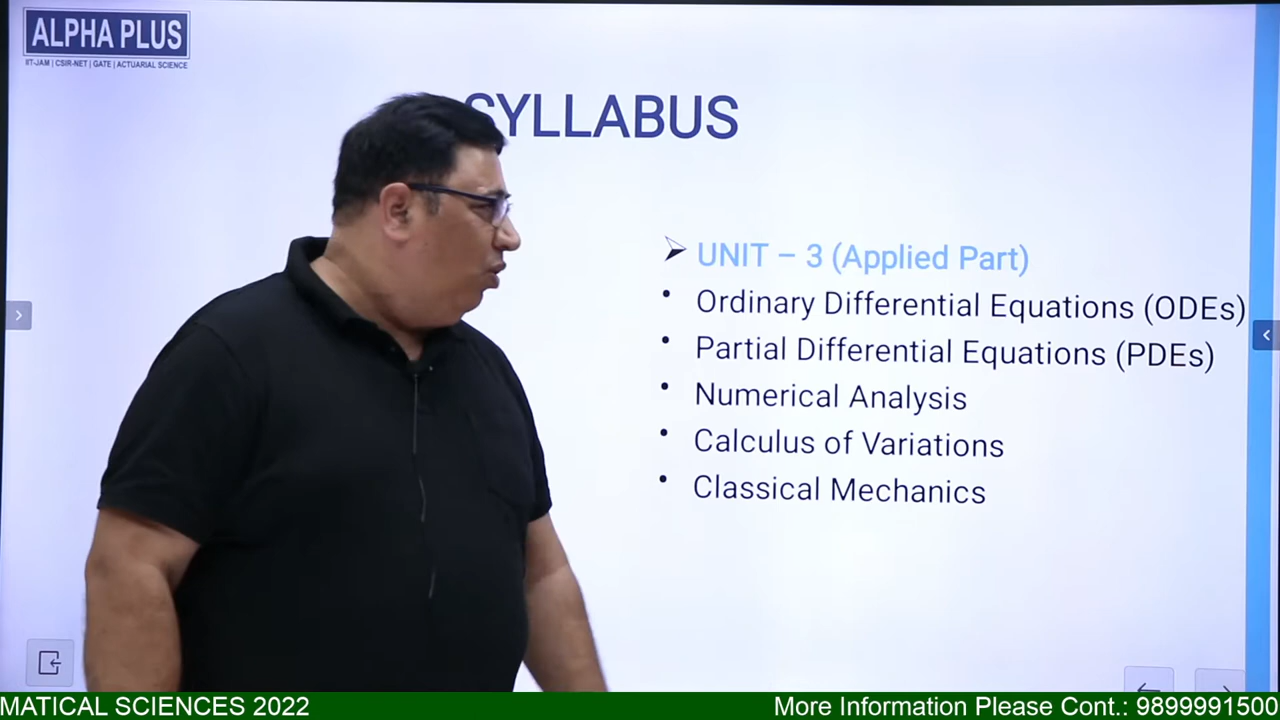 ALPHA PLUS
IIT-JAM | CSIR-NET | GATE | ACTUARIAL SCIENCE
SYLLABUS
UNIT – 3 (Applied Part)
Ordinary Differential Equations (ODEs)
Partial Differential Equations (PDEs)
Numerical Analysis
Calculus of Variations
Classical Mechanics
MATICAL SCIENCES 2022
More Information Please Cont.: 9899991500